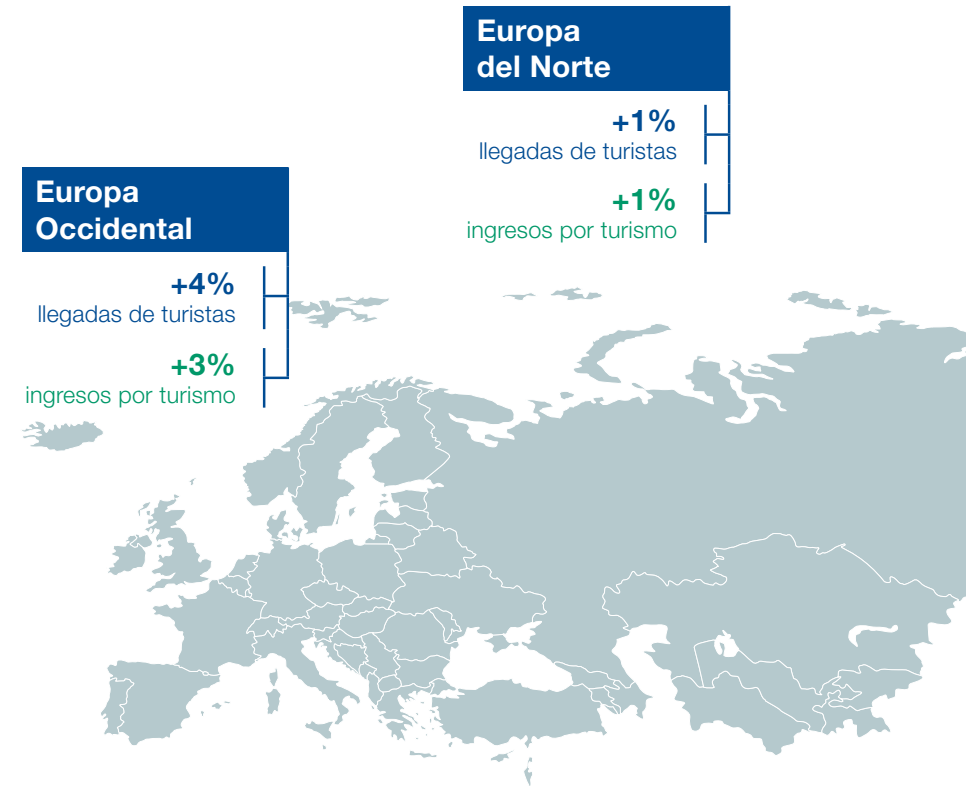 Europa
del Norte
+1%
llegadas de turistas
+1%
ingresos por turismo
Europa
Occidental
+4%
llegadas de turistas
+3%
ingresos por turismo